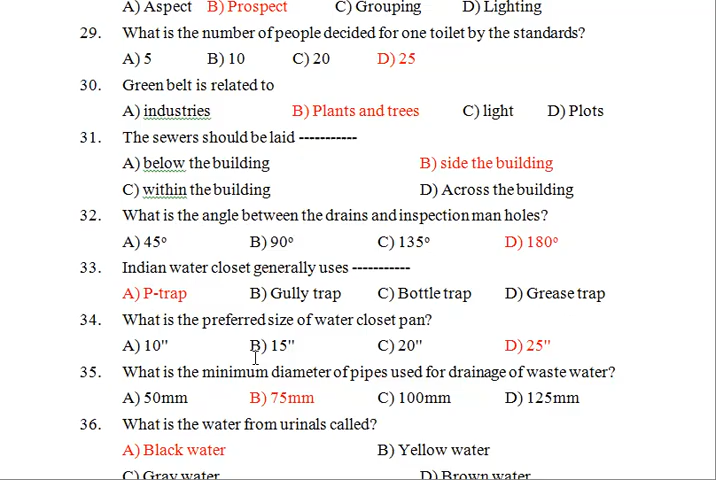 A) Aspect B) Prospect C) Grouping D) Lighting
29. What is the number of people decided for one toilet by the standards?
A) 5 B) 10 C) 20 D) 25
30. Green belt is related to
A) industries B) Plants and trees C) light D) Plots
31. The sewers should be laid -----------
A) below the building B) side the building
C) within the building D) Across the building
32. What is the angle between the drains and inspection man holes?
A) 45° B) 90° C) 135° D) 180°
33. Indian water closet generally uses -----------
A) P-trap B) Gully trap C) Bottle trap D) Grease trap
34. What is the preferred size of water closet pan?
A) 10" B) 15" C) 20" D) 25"
35. What is the minimum diameter of pipes used for drainage of waste water?
A) 50mm B) 75mm C) 100mm D) 125mm
36. What is the water from urinals called?
A) Black water B) Yellow water
C) Gray water D) Brown water